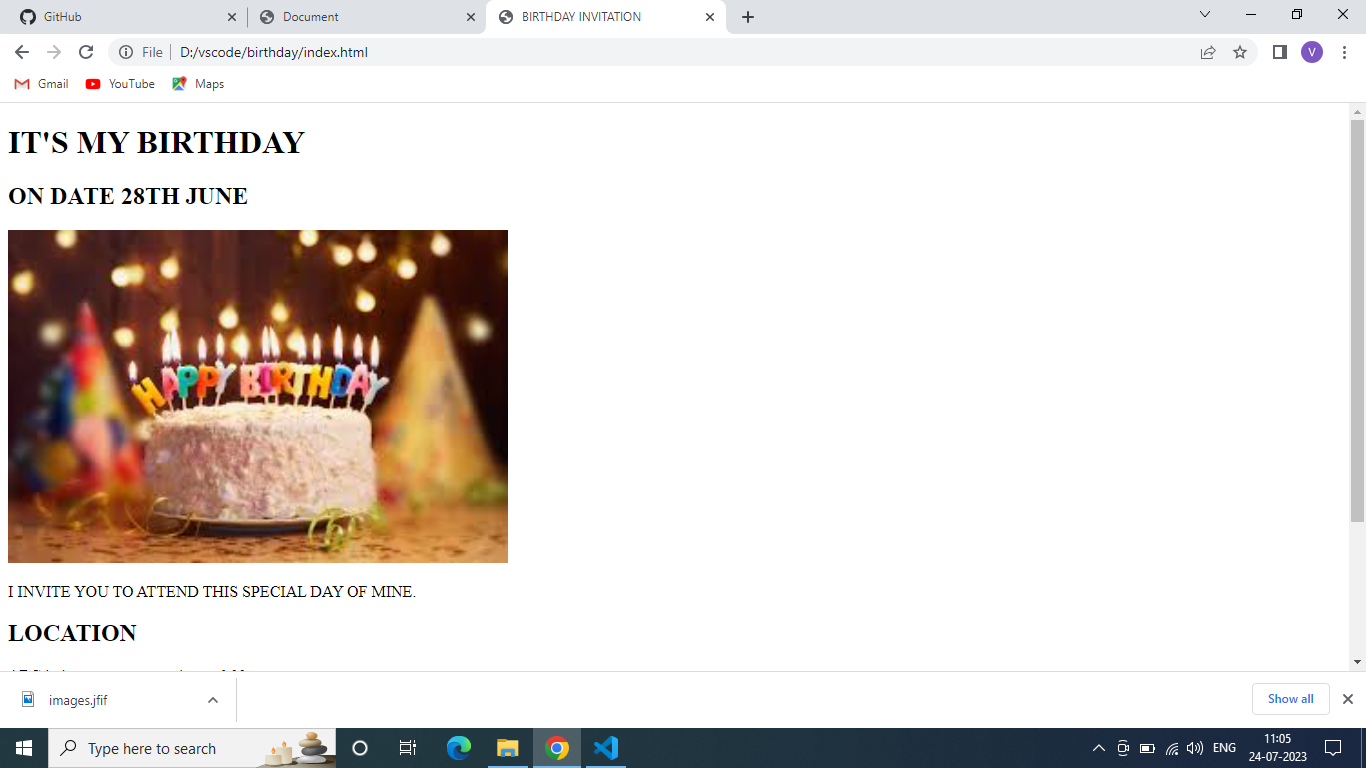 GitHub
Document
BIRTHDAY INVITATION
File
D:/vscode/birthday/index.html
V
Gmail
YouTube
Maps
IT'S MY BIRTHDAY
ON DATE 28TH JUNE
HAPPY BIRTHDAY
I INVITE YOU TO ATTEND THIS SPECIAL DAY OF MINE.
LOCATION
images.jfif
Show all
Type here to search
ENG
11:05
24-07-2023